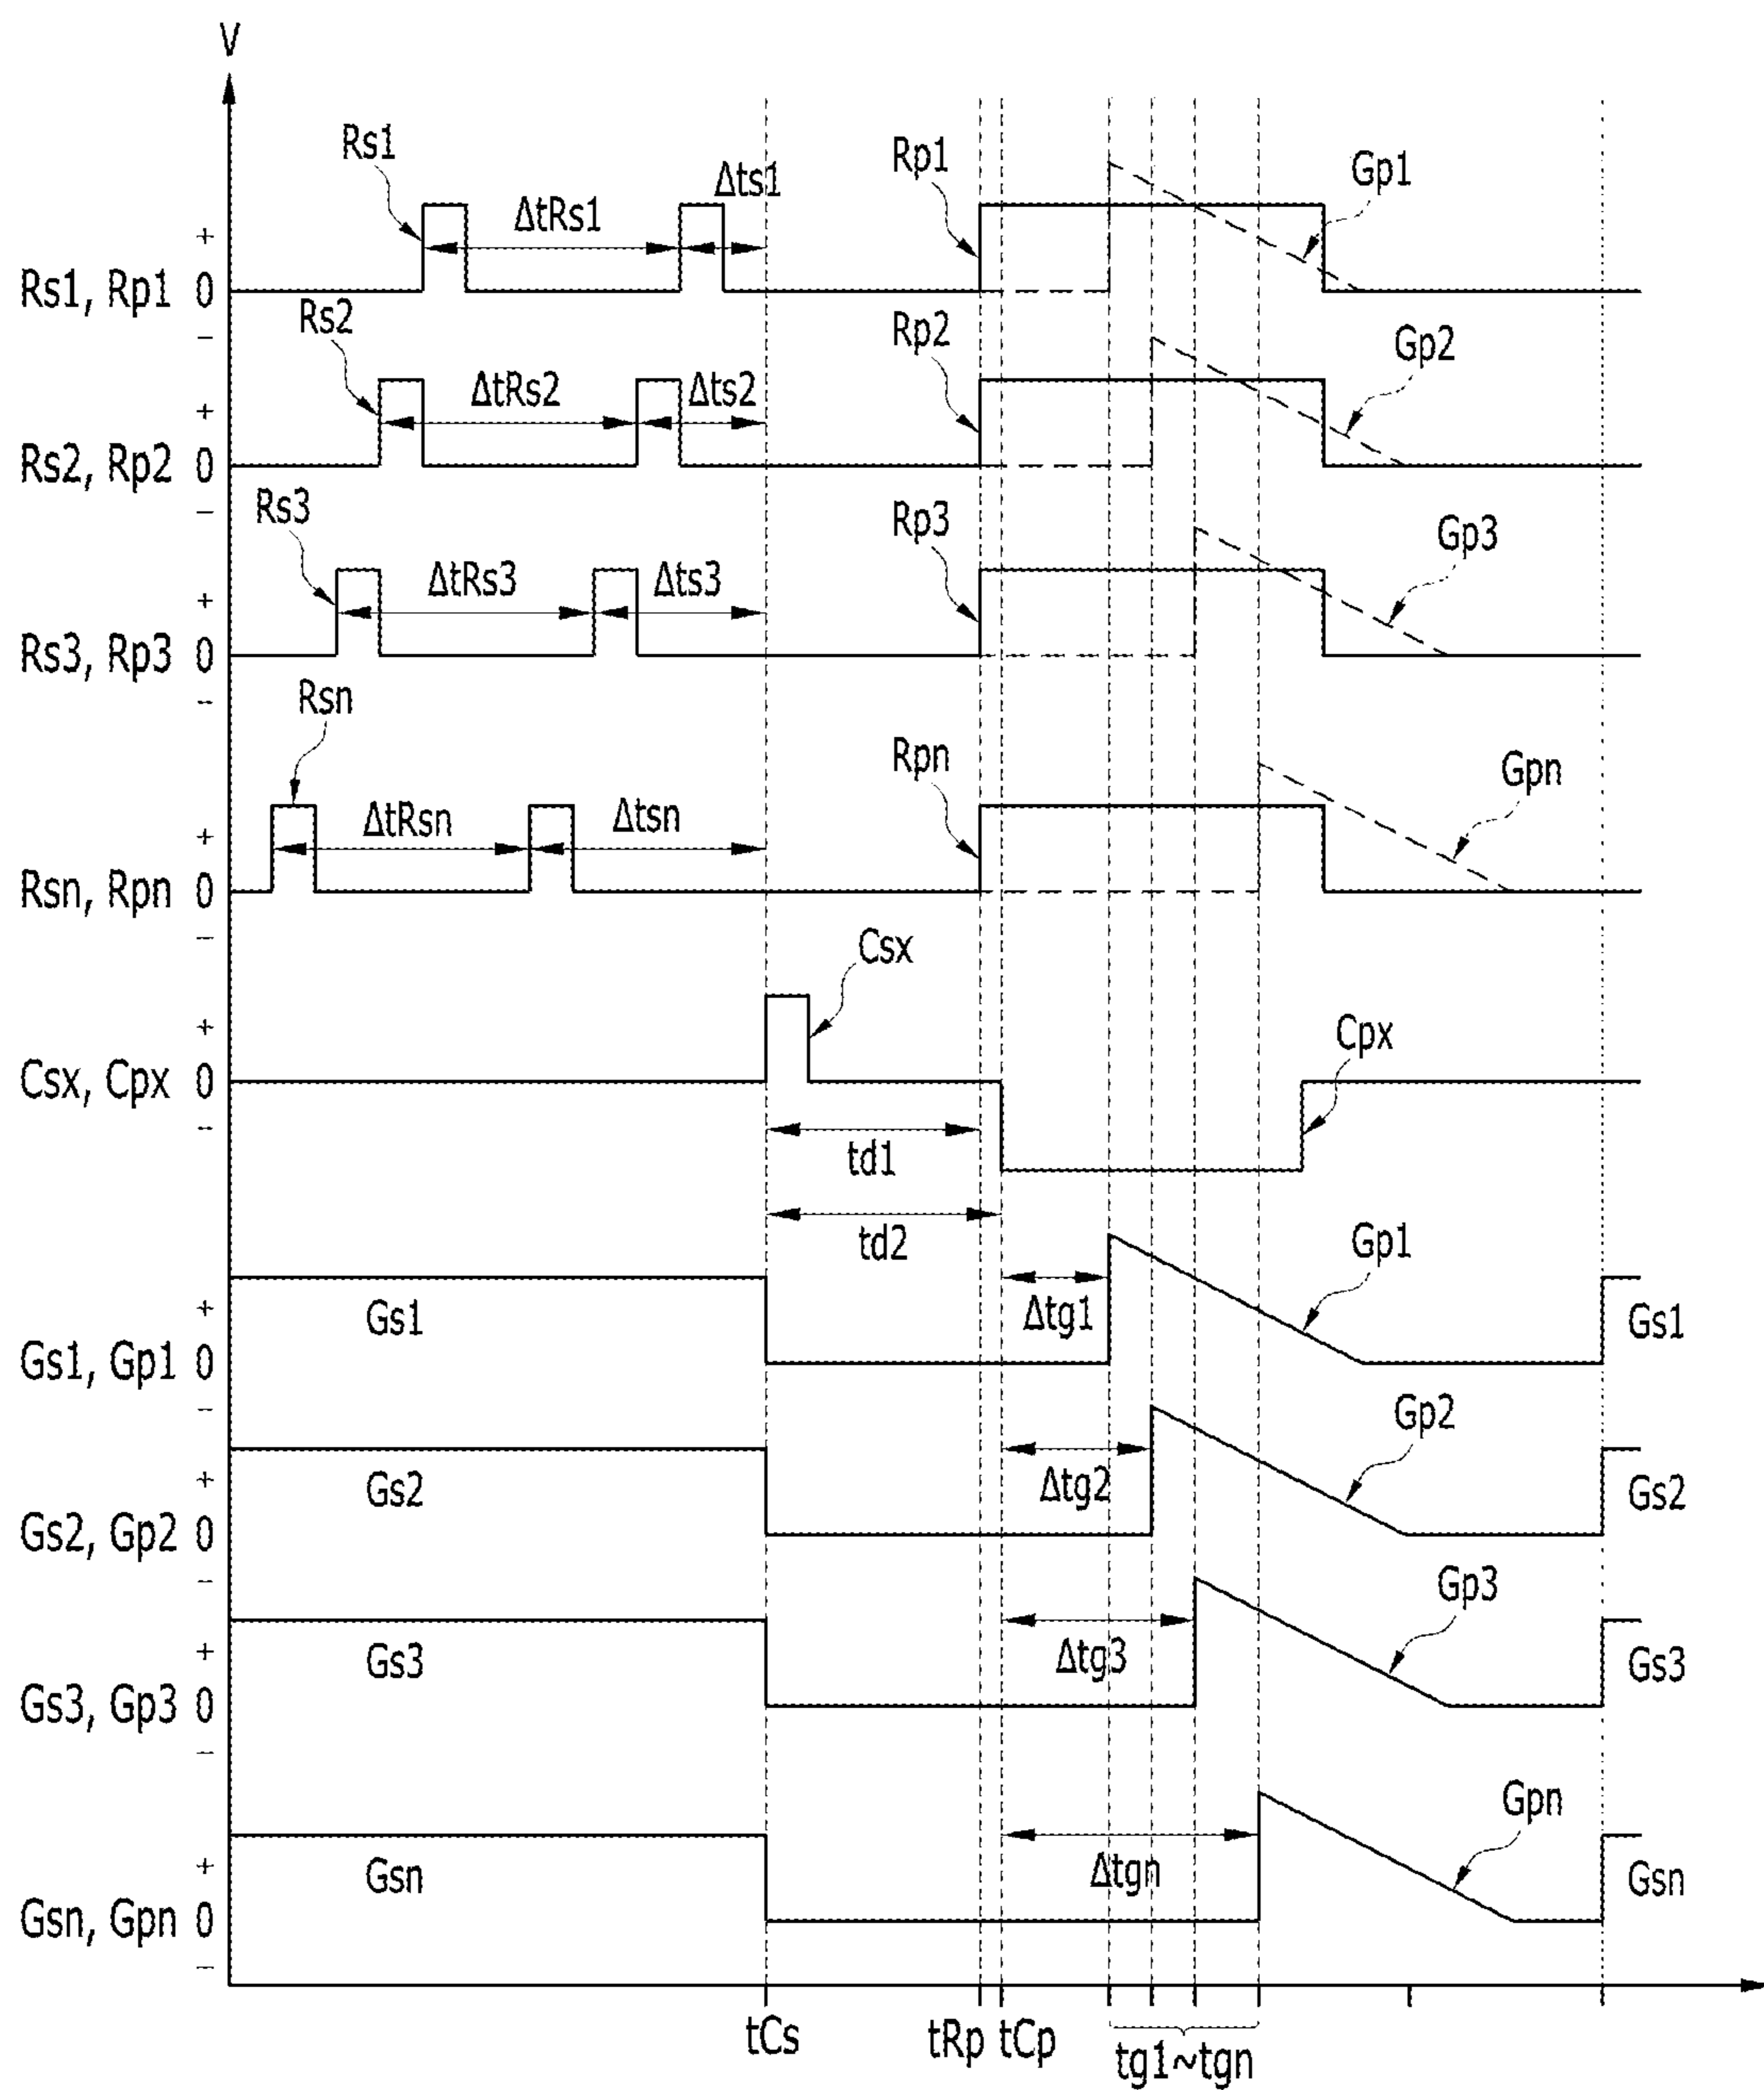 V
Rs1
ΔtRs1
Δts1
Rp1
Gp1
+
Rs1, Rp1 0
−
Rs2
ΔtRs2
Δts2
Rp2
Gp2
+
Rs2, Rp2 0
−
Rs3
ΔtRs3
Δts3
Rp3
Gp3
+
Rs3, Rp3 0
−
Rsn
ΔtRsn
Δtsn
Rpn
Gpn
+
Rsn, Rpn 0
−
Csx
+
Cpx
Csx, Cpx 0
−
td1
td2
Gp1
Gs1
Δtg1
Gs1
+
Gs1, Gp1 0
−
Gp2
Gs2
Δtg2
Gs2
+
Gs2, Gp2 0
−
Gp3
Gs3
Δtg3
Gs3
+
Gs3, Gp3 0
−
Gpn
Gsn
Δtgn
Gsn
+
Gsn, Gpn 0
−
tCs
tRp
tCp
tg1~tgn